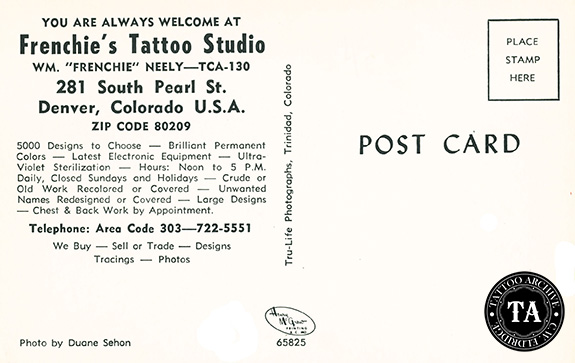 YOU ARE ALWAYS WELCOME AT
Frenchie's Tattoo Studio
WM. "FRENCHIE" NEELY—TCA-130
281 South Pearl St.
Denver, Colorado U.S.A.
ZIP CODE 80209
5000 Designs to Choose — Brilliant Permanent
Colors — Latest Electronic Equipment — Ultra-
Violet Sterilization — Hours: Noon to 5 P.M.
Daily, Closed Sundays and Holidays — Crude or
Old Work Recolored or Covered — Unwanted
Names Redesigned or Covered — Large Designs
— Chest & Back Work by Appointment.
Telephone: Area Code 303—722-5551
We Buy — Sell or Trade — Designs
Tracings — Photos
Photo by Duane Sehon
Tru-Life Photographs, Trinidad, Colorado
Henry McGrew
PRINTING
K. C. MO.
65825
POST CARD
PLACE
STAMP
HERE
TATTOO ARCHIVE
TA
C.W. ELDRIDGE